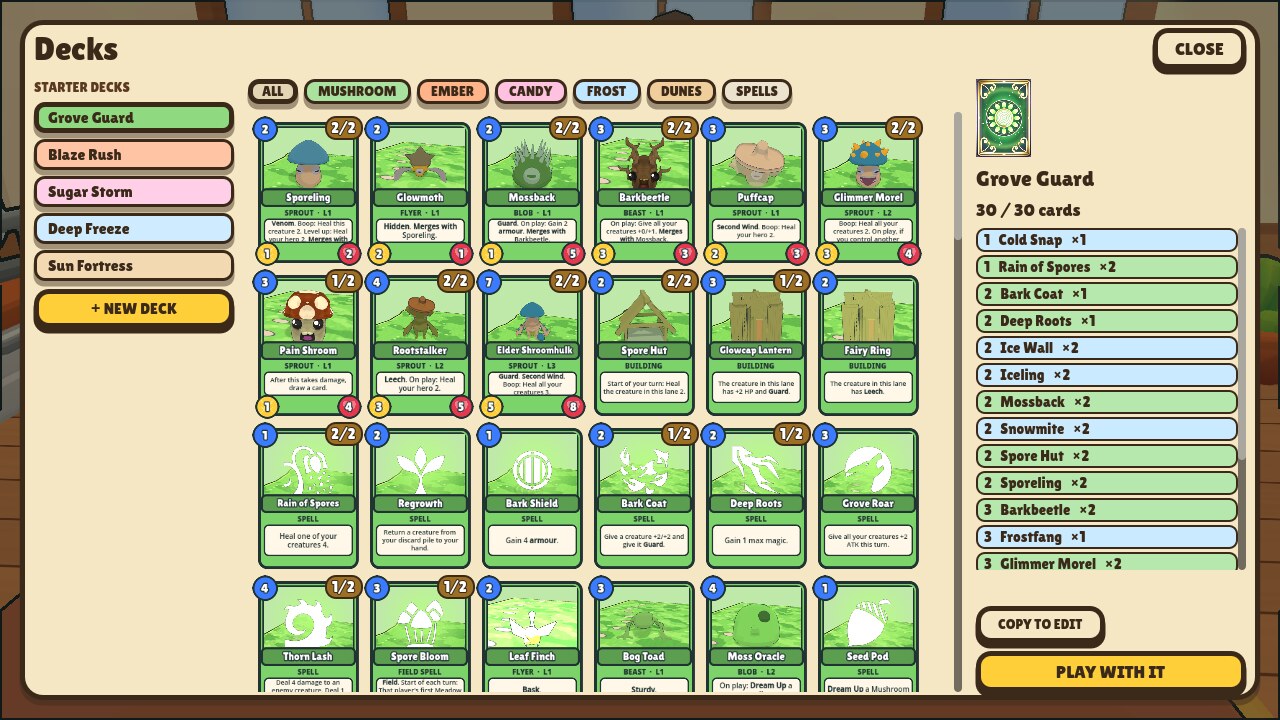 Decks
CLOSE
STARTER DECKS
Grove Guard
Blaze Rush
Sugar Storm
Deep Freeze
Sun Fortress
+ NEW DECK
ALL
MUSHROOM
EMBER
CANDY
FROST
DUNES
SPELLS
2
2/2
Sporeling
SPROUT · L1
Venom. Boop: Heal this
creature 2. Level up: Heal
your hero 2. Merges with
1
2
2
Glowmoth
FLYER · L1
Hidden. Merges with
Sporeling.
2
1
2
2/2
Mossback
BLOB · L1
Guard. On play: Gain 2
armour. Merges with
Barkbeetle.
1
5
3
2/2
Barkbeetle
BEAST · L1
On play: Give all your
creatures +0/+1. Merges
with Mossback.
3
3
3
Puffcap
SPROUT · L1
Second Wind. Boop: Heal
your hero 2.
2
3
3
2/2
Glimmer Morel
SPROUT · L2
Boop: Heal all your
creatures 2. On play, if
you control another
3
4
3
1/2
Pain Shroom
SPROUT · L1
After this takes damage,
draw a card.
1
4
4
2/2
Rootstalker
SPROUT · L2
Leech. On play: Heal
your hero 2.
3
5
7
2/2
Elder Shroomhulk
SPROUT · L3
Guard. Second Wind.
Boop: Heal all your
creatures 3.
5
8
2
2/2
Spore Hut
BUILDING
Start of your turn: Heal
the creature in this lane 2.
3
1/2
Glowcap Lantern
BUILDING
The creature in this lane
has +2 HP and Guard.
2
Fairy Ring
BUILDING
The creature in this lane
has Leech.
1
2/2
Rain of Spores
SPELL
Heal one of your
creatures 4.
2
Regrowth
SPELL
Return a creature from
your discard pile to your
hand.
1
Bark Shield
SPELL
Gain 4 armour.
2
1/2
Bark Coat
SPELL
Give a creature +2/+2 and
give it Guard.
2
1/2
Deep Roots
SPELL
Gain 1 max magic.
3
Grove Roar
SPELL
Give all your creatures +2
ATK this turn.
4
1/2
Thorn Lash
SPELL
Deal 4 damage to an
enemy creature. Deal 1
3
1/2
Spore Bloom
FIELD SPELL
Field. Start of each turn:
That player's first Meadow
2
Leaf Finch
FLYER · L1
Bask.
3
Bog Toad
BEAST · L1
Sturdy.
4
Moss Oracle
BLOB · L2
On play: Dream Up a
1
Seed Pod
SPELL
Dream Up a Mushroom
Grove Guard
30 / 30 cards
1 Cold Snap ×1
1 Rain of Spores ×2
2 Bark Coat ×1
2 Deep Roots ×1
2 Ice Wall ×2
2 Iceling ×2
2 Mossback ×2
2 Snowmite ×2
2 Spore Hut ×2
2 Sporeling ×2
3 Barkbeetle ×2
3 Frostfang ×1
3 Glimmer Morel ×2
COPY TO EDIT
PLAY WITH IT